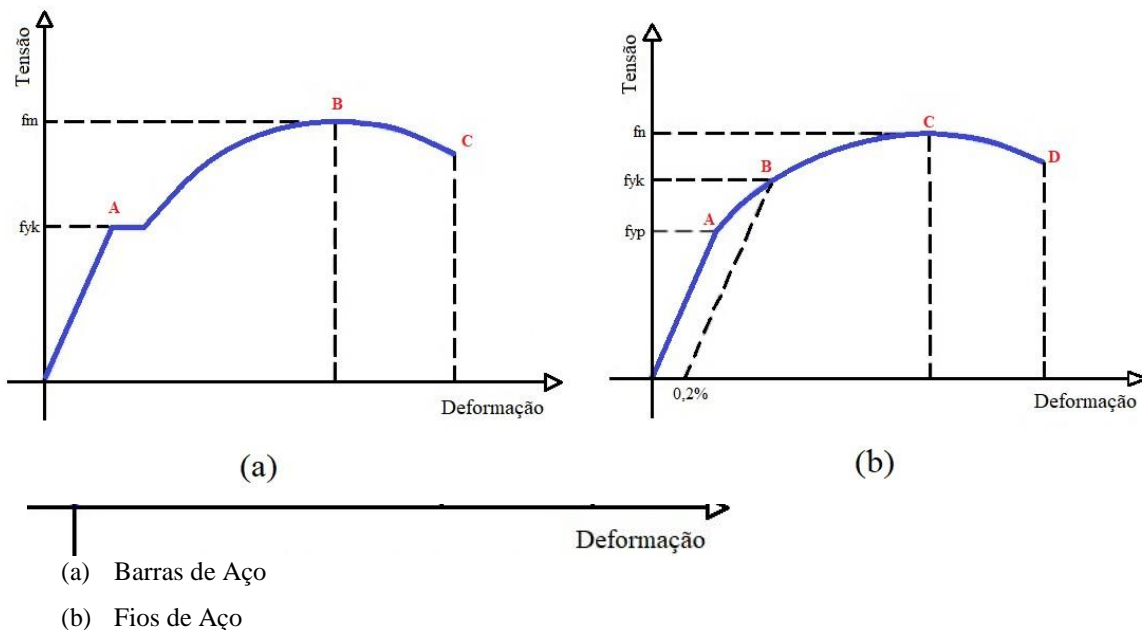 Tensão
fm
B
C
A
fyk
Deformação
(a)
Tensão
fn
C
D
B
fyk
A
fyp
0,2%
Deformação
(b)
Deformação
(a) Barras de Aço
(b) Fios de Aço